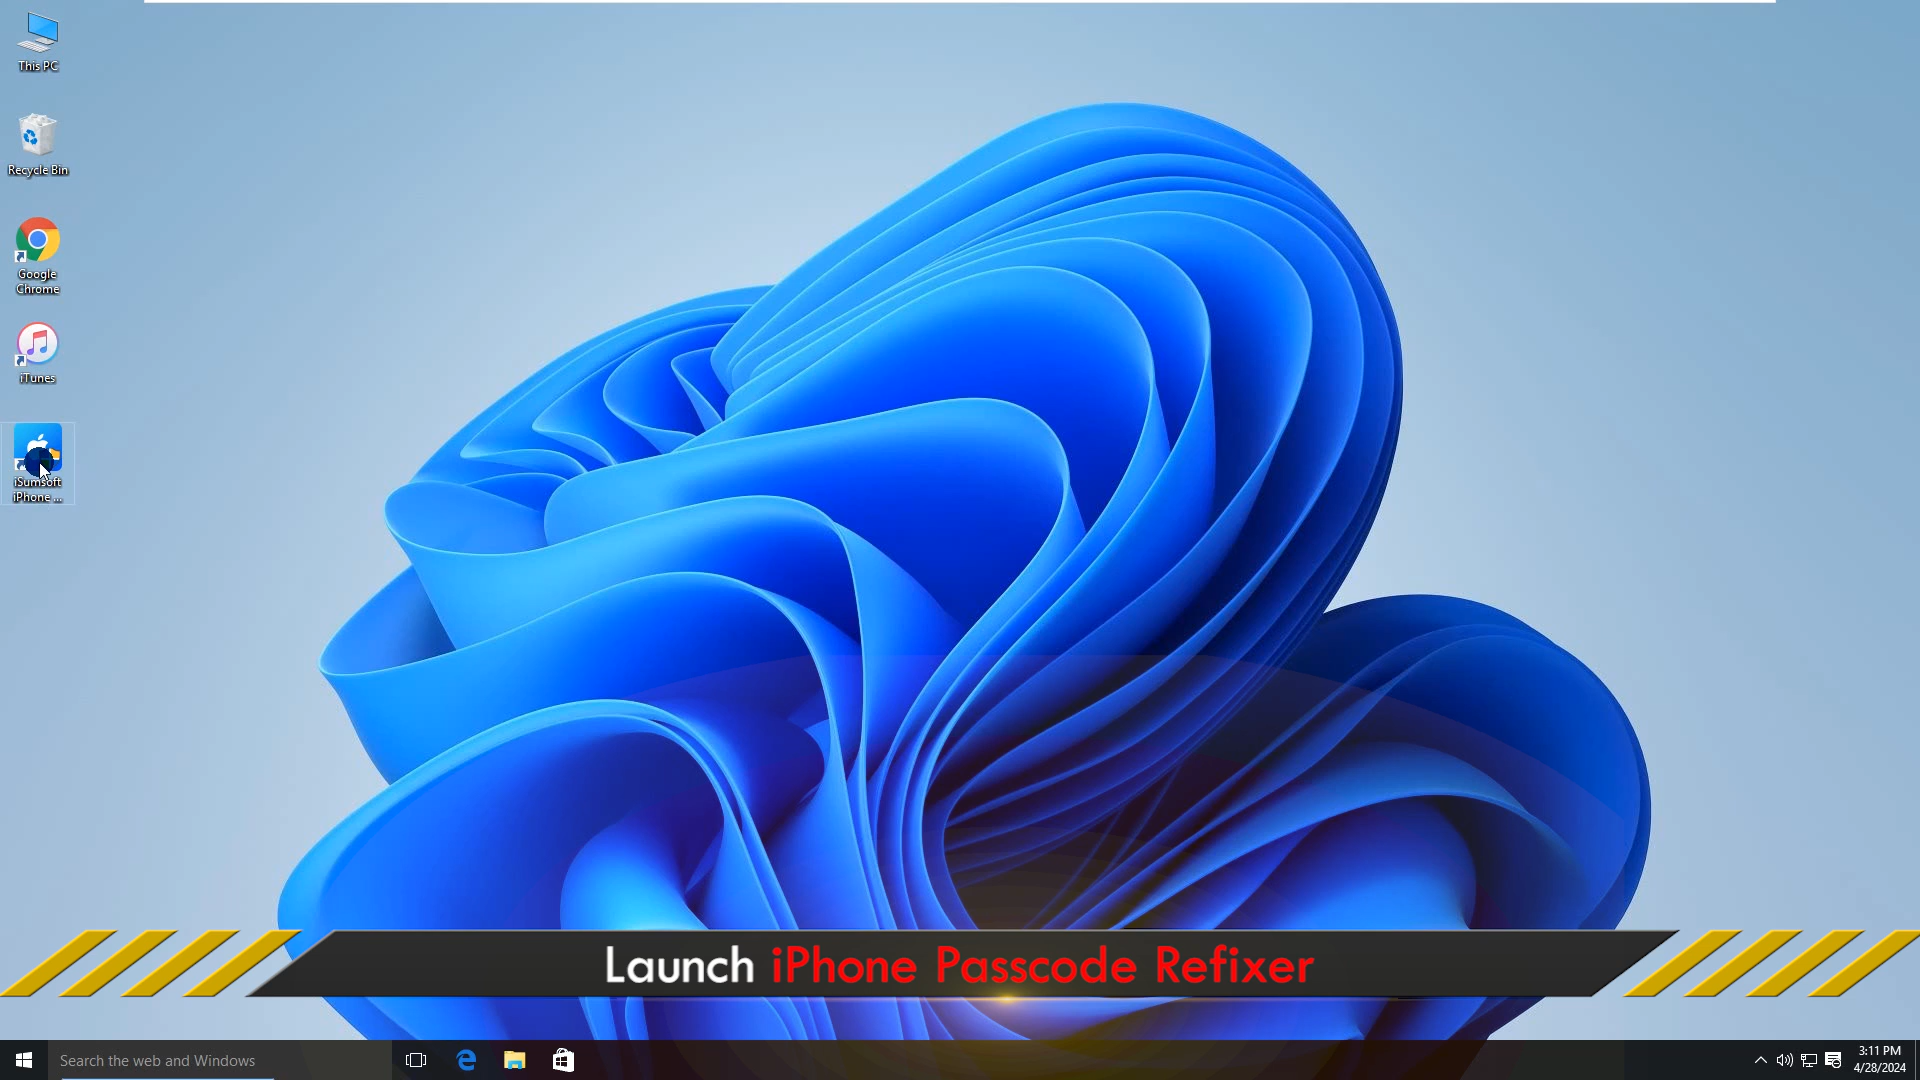 This PC
Recycle Bin
Google
Chrome
iTunes
iSumsoft
iPhone ...
Launch iPhone Passcode Refixer
Search the web and Windows
3:11 PM
4/28/2024